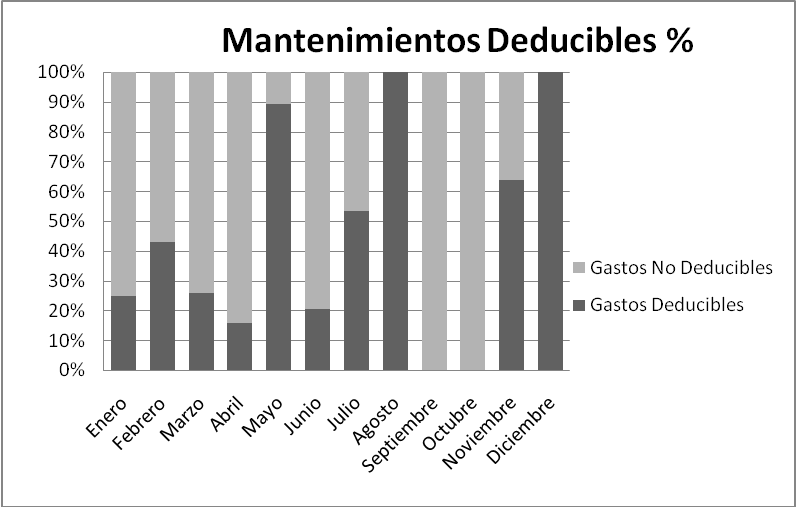 Mantenimientos Deducibles %
100%
90%
80%
70%
60%
50%
40%
30%
20%
10%
0%
Enero
Febrero
Marzo
Abril
Mayo
Junio
Julio
Agosto
Septiembre
Octubre
Noviembre
Diciembre
Gastos No Deducibles
Gastos Deducibles